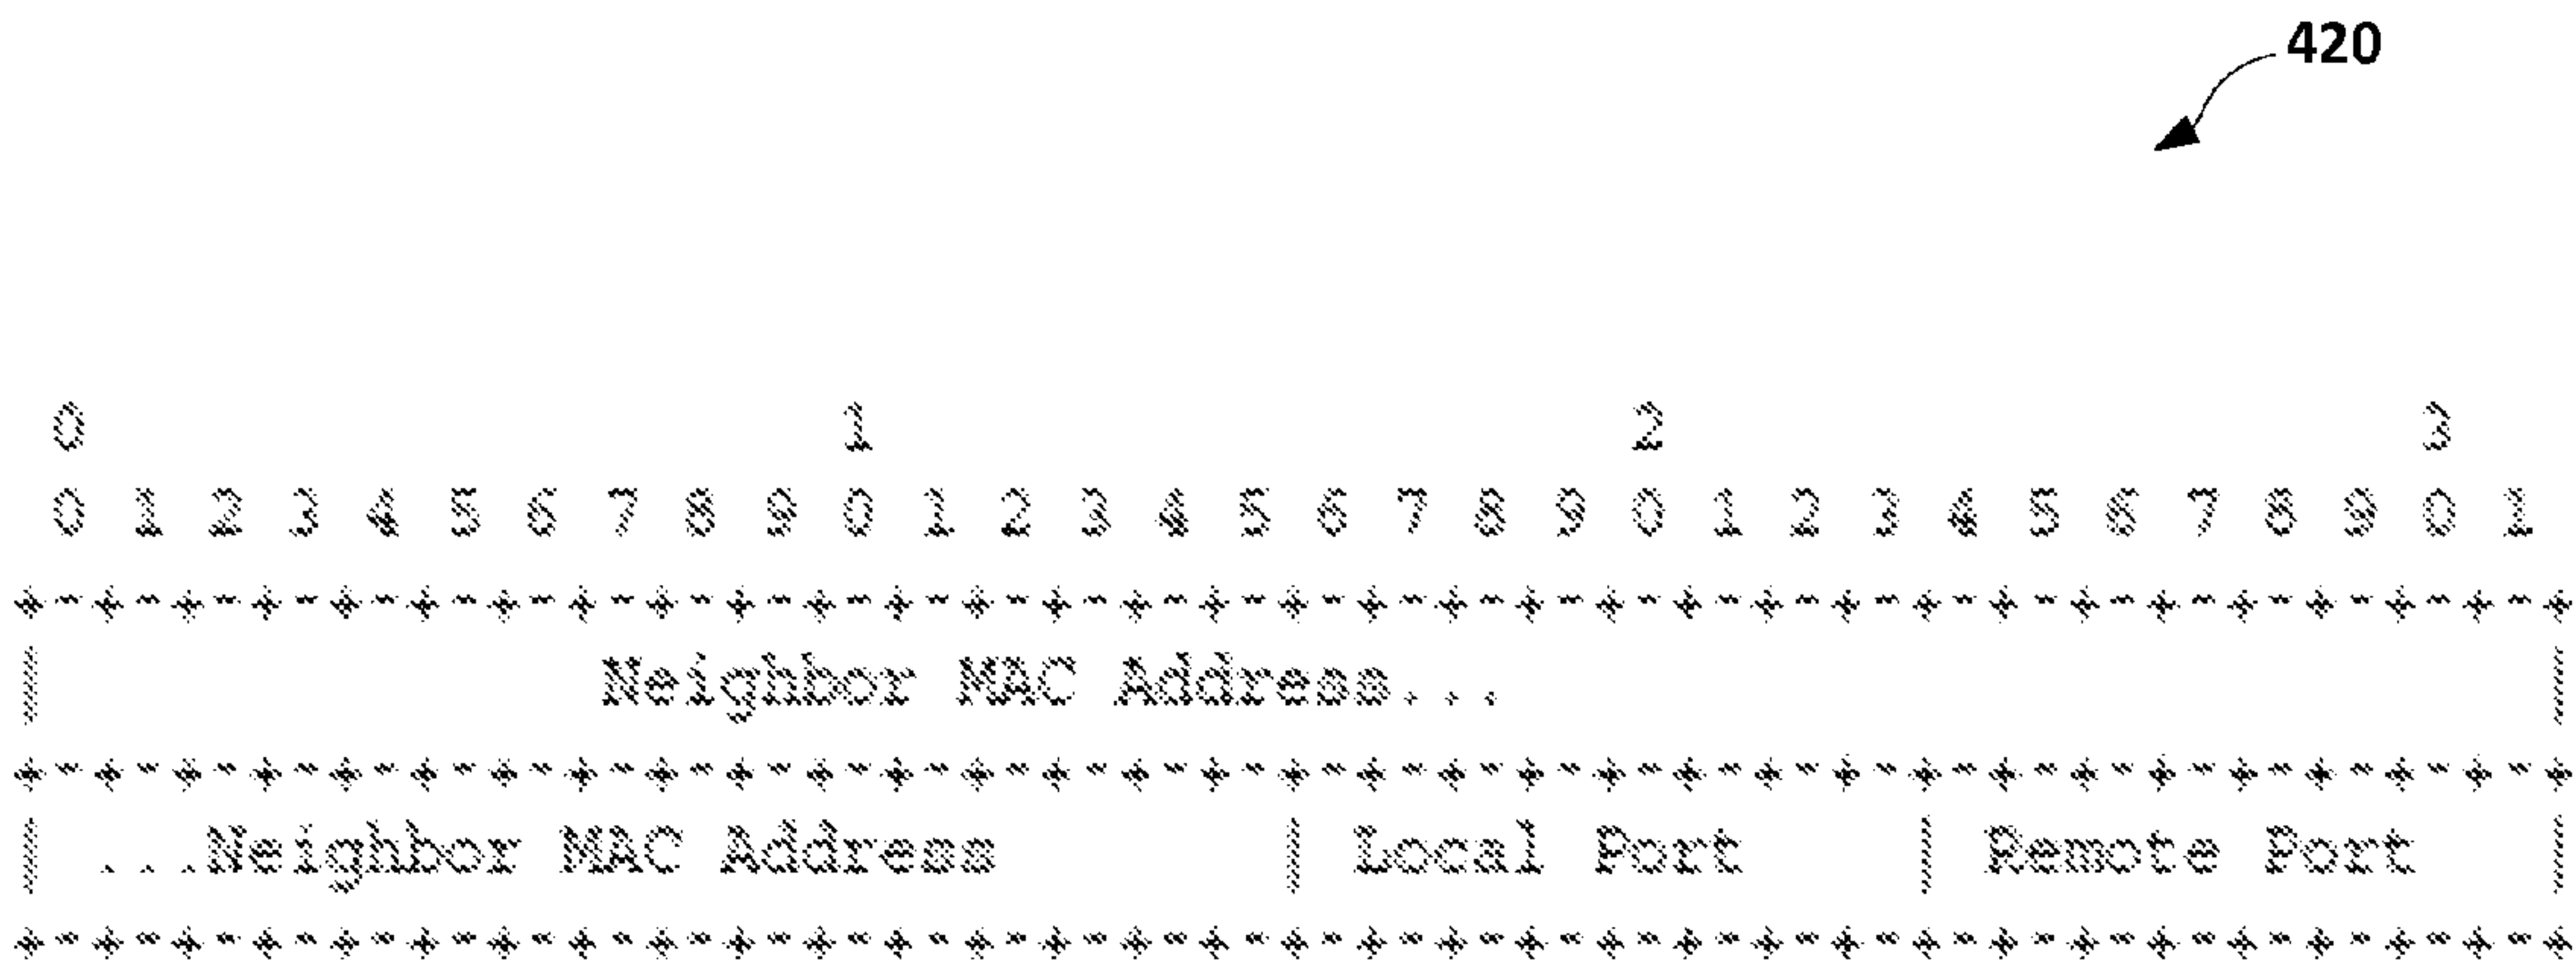 420
0                   1                   2                   3
0 1 2 3 4 5 6 7 8 9 0 1 2 3 4 5 6 7 8 9 0 1 2 3 4 5 6 7 8 9 0 1
+-+-+-+-+-+-+-+-+-+-+-+-+-+-+-+-+-+-+-+-+-+-+-+-+-+-+-+-+-+-+-+-+
| Neighbor MAC Address... |
+-+-+-+-+-+-+-+-+-+-+-+-+-+-+-+-+-+-+-+-+-+-+-+-+-+-+-+-+-+-+-+-+
| ...Neighbor MAC Address | Local Port | Remote Port |
+-+-+-+-+-+-+-+-+-+-+-+-+-+-+-+-+-+-+-+-+-+-+-+-+-+-+-+-+-+-+-+-+